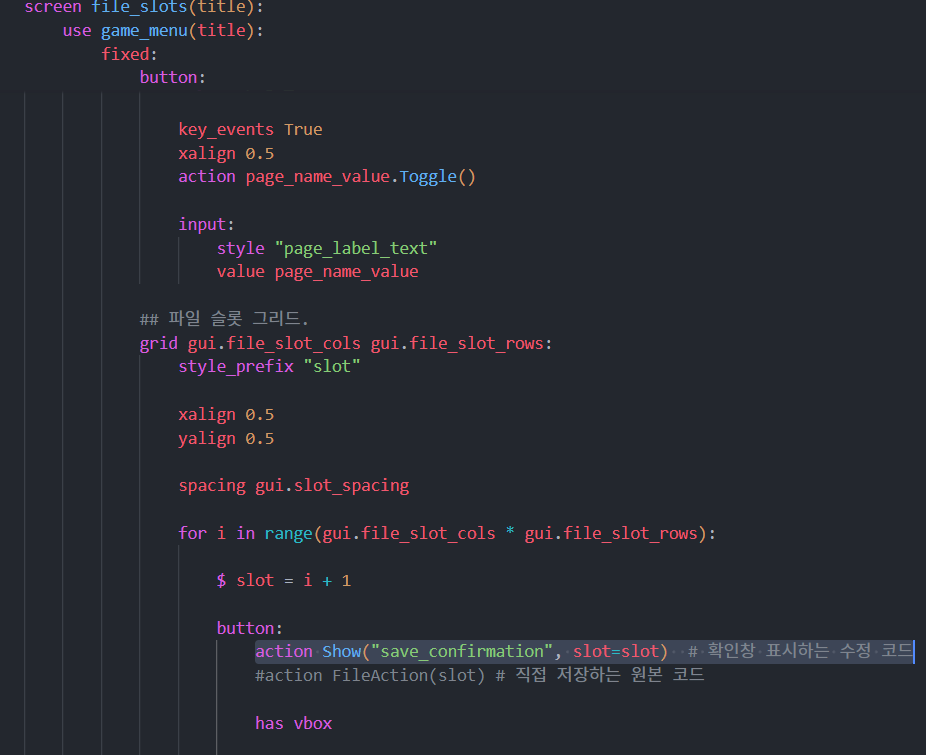 screen file_slots(title):
use game_menu(title):
fixed:
button:
key_events True
xalign 0.5
action page_name_value.Toggle()
input:
style "page_label_text"
value page_name_value
## 파일 슬롯 그리드.
grid gui.file_slot_cols gui.file_slot_rows:
style_prefix "slot"
xalign 0.5
yalign 0.5
spacing gui.slot_spacing
for i in range(gui.file_slot_cols * gui.file_slot_rows):
$ slot = i + 1
button:
action Show("save_confirmation", slot=slot)  # 확인창 표시하는 수정 코드
#action FileAction(slot) # 직접 저장하는 원본 코드
has vbox